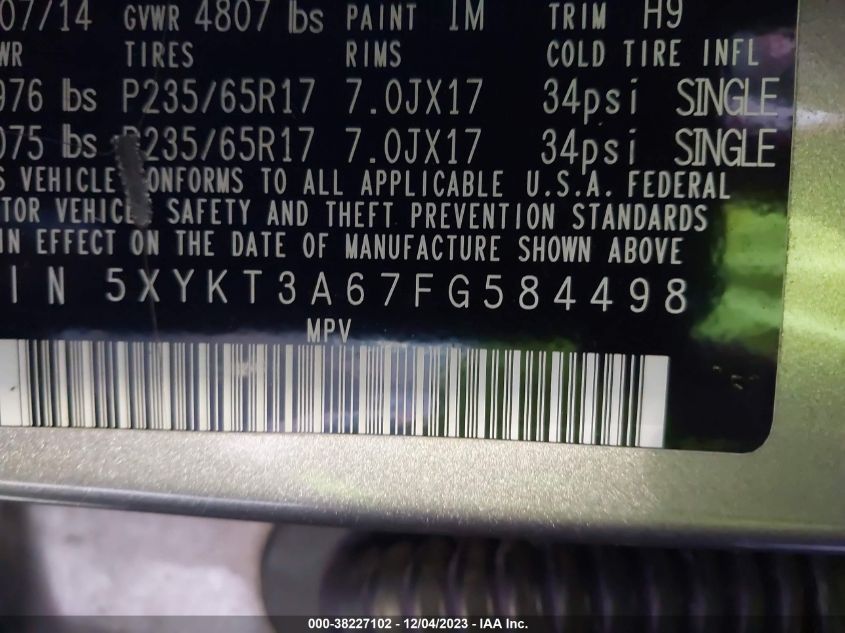 07/14 GVWR 4807 lbs PAINT 1M TRIM H9
WR TIRES RIMS COLD TIRE INFL
976 lbs P235/65R17 7.0JX17 34psi SINGLE
075 lbs P235/65R17 7.0JX17 34psi SINGLE
S VEHICLE CONFORMS TO ALL APPLICABLE U.S.A. FEDERAL
TOR VEHICLE SAFETY AND THEFT PREVENTION STANDARDS
IN EFFECT ON THE DATE OF MANUFACTURE SHOWN ABOVE
IN 5XYKT3A67FG584498
MPV
000-38227102 - 12/04/2023 - IAA Inc.